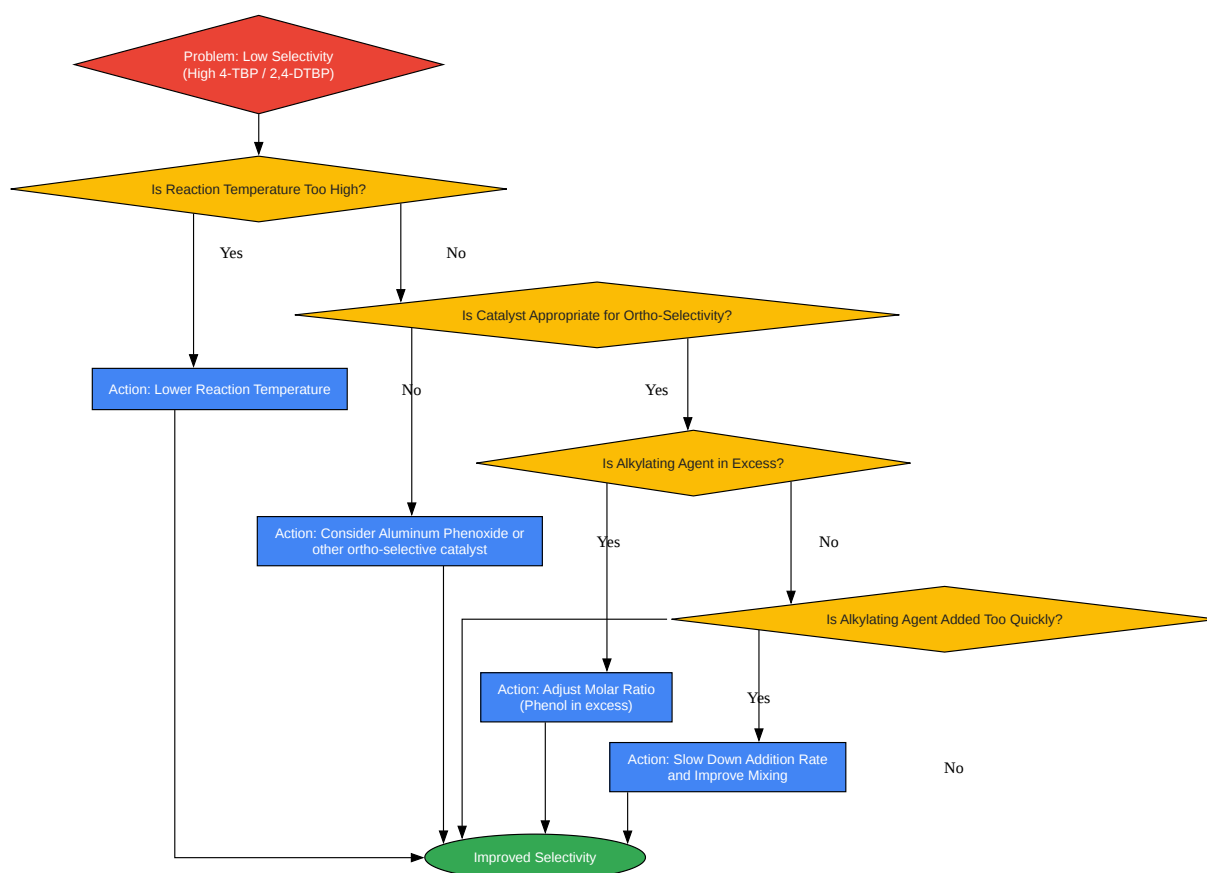 Problem: Low Selectivity
(High 4-TBP / 2,4-DTBP)
Is Reaction Temperature Too High?
Yes
No
Is Catalyst Appropriate for Ortho-Selectivity?
Action: Lower Reaction Temperature
No
Yes
Is Alkylating Agent in Excess?
Action: Consider Aluminum Phenoxide or
other ortho-selective catalyst
Yes
No
Is Alkylating Agent Added Too Quickly?
Action: Adjust Molar Ratio
(Phenol in excess)
Yes
Action: Slow Down Addition Rate
and Improve Mixing
No
Improved Selectivity